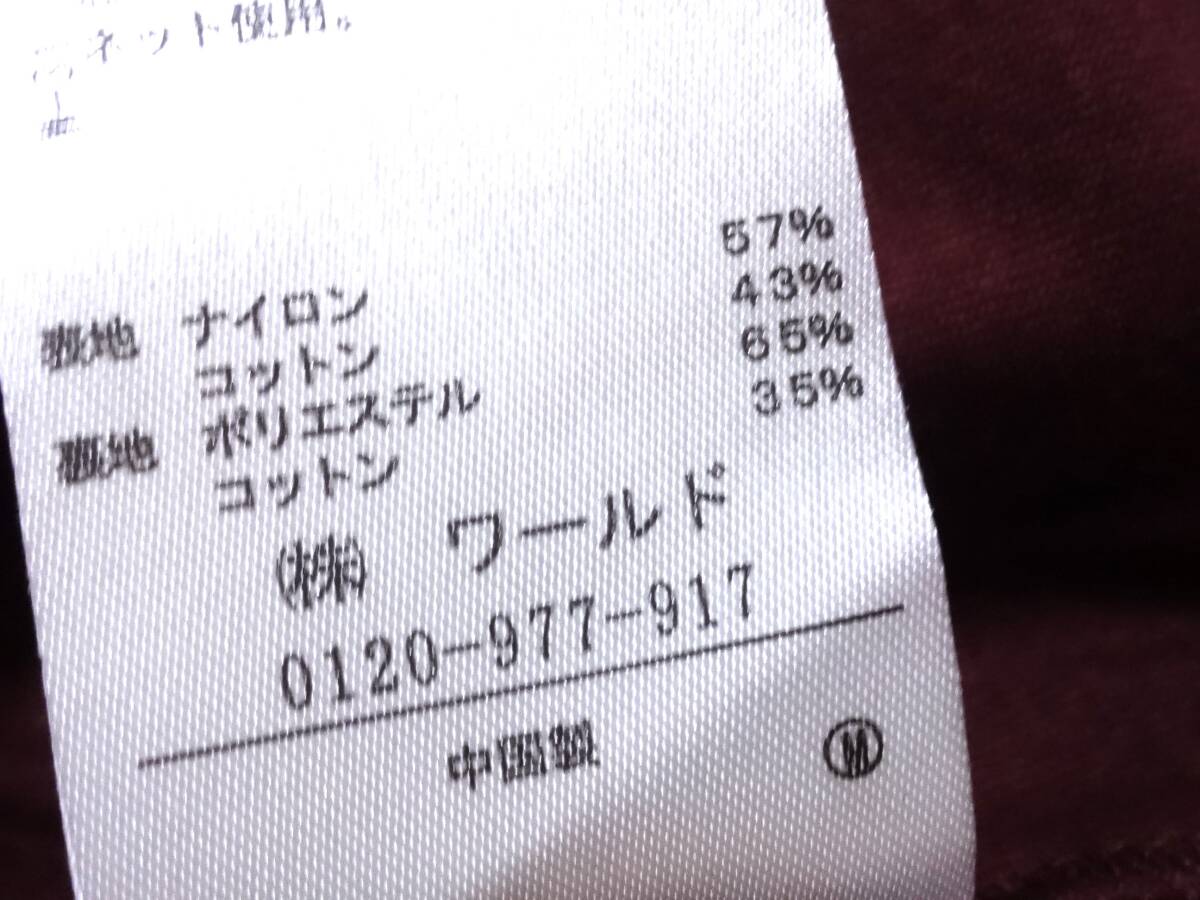 ネット使用。
表地 ナイロン 57%
コットン 43%
裏地 ポリエステル 65%
コットン 35%
㈱ ワールド
0120-977-917
中国製 Ⓜ